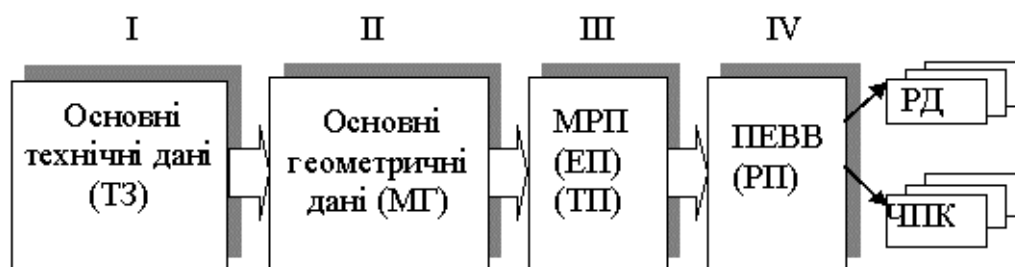 I II III IV
Основні
технічні дані
(ТЗ)
Основні
геометричні
дані (МГ)
МРП
(ЕП)
(ТП)
ПЕВВ
(РП)
РД
ЧПК